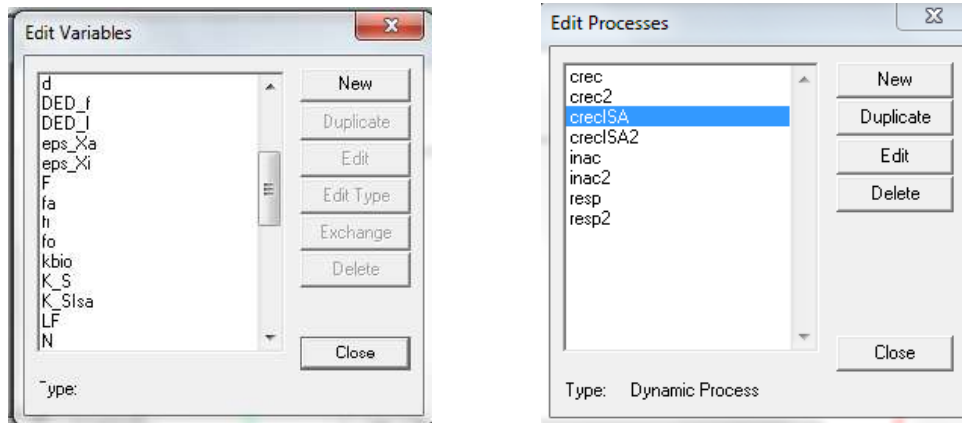 Edit Variables
d
DED_f
DED_l
eps_Xa
eps_Xi
F
fa
fi
fo
kbio
K_S
K_SIsa
LF
N
New
Duplicate
Edit
Edit Type
Exchange
Delete
Close
Type:
Edit Processes
crec
crec2
crecISA
crecISA2
inac
inac2
resp
resp2
New
Duplicate
Edit
Delete
Close
Type: Dynamic Process